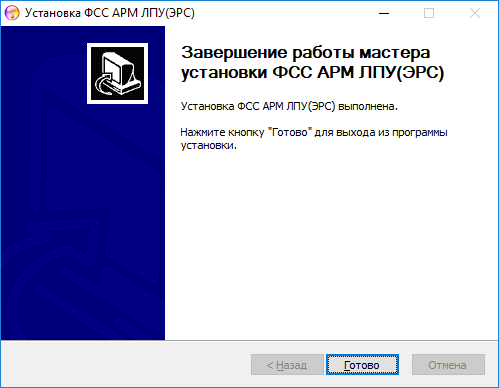 Установка ФСС АРМ ЛПУ(ЭРС)
Завершение работы мастера
установки ФСС АРМ ЛПУ(ЭРС)
Установка ФСС АРМ ЛПУ(ЭРС) выполнена.
Нажмите кнопку "Готово" для выхода из программы
установки.
< Назад
Готово
Отмена